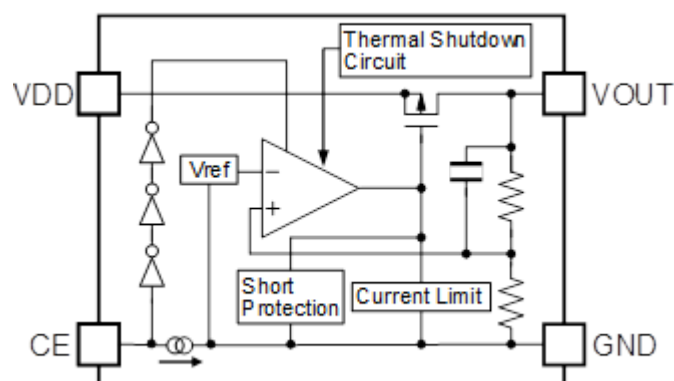 Thermal Shutdown
Circuit
VDD
VOUT
Vref
−
+
Short
Protection
Current Limit
CE
GND